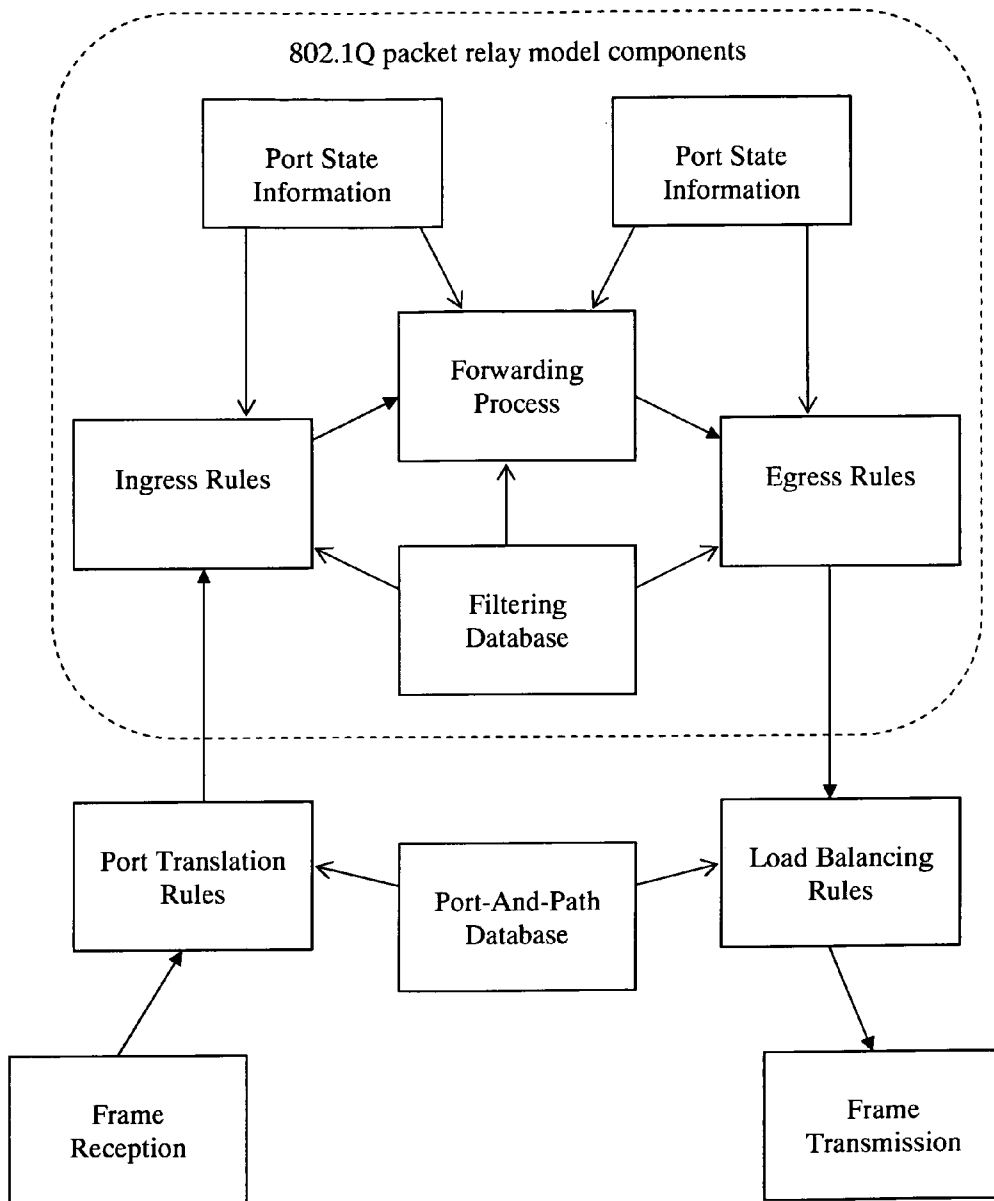 802.1Q packet relay model components
Port State
Information
Port State
Information
Forwarding
Process
Ingress Rules
Egress Rules
Filtering
Database
Port Translation
Rules
Port-And-Path
Database
Load Balancing
Rules
Frame
Reception
Frame
Transmission